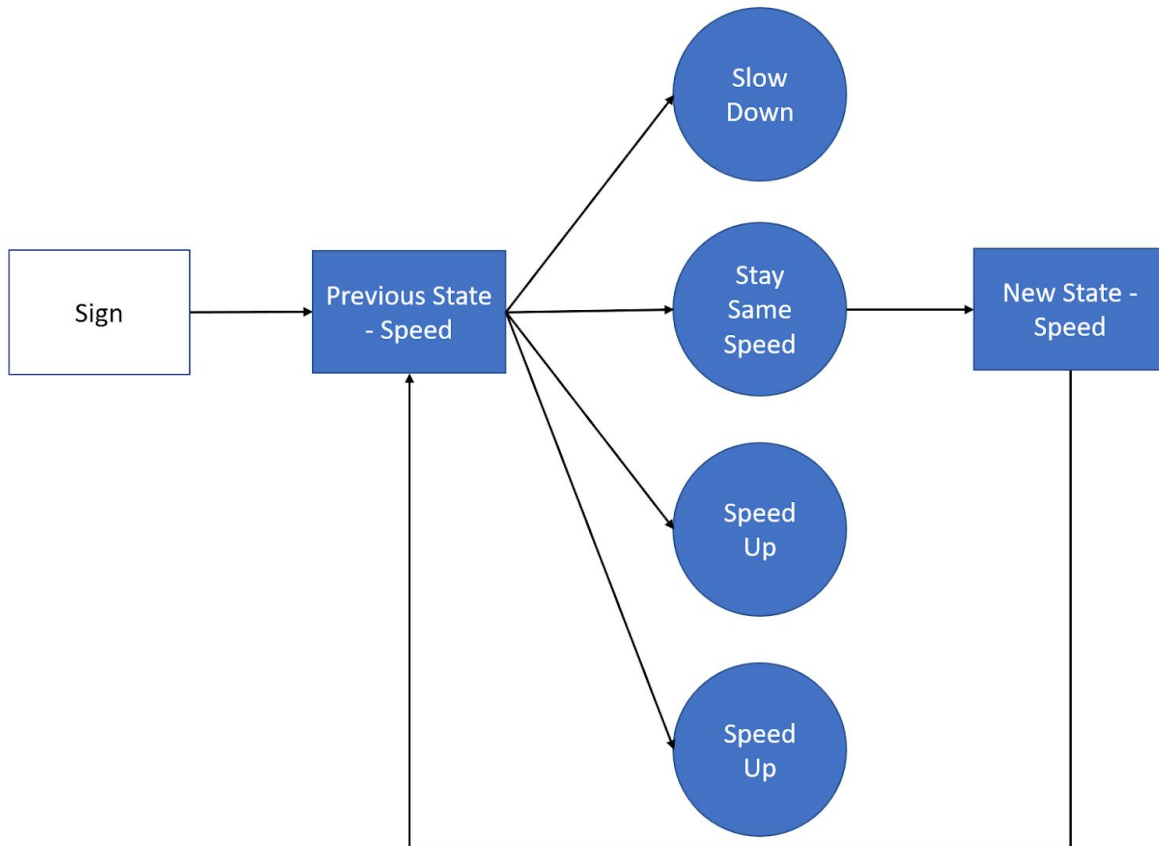 Sign
Previous State
- Speed
Slow
Down
Stay
Same
Speed
Speed
Up
Speed
Up
New State -
Speed